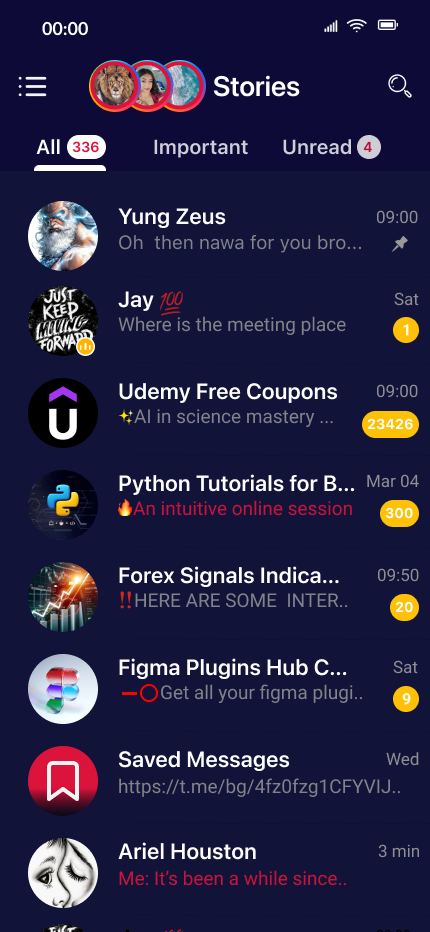 00:00
Stories
All 336 Important Unread 4
Yung Zeus 09:00
Oh then nawa for you bro...
JUST
KEEP
MOVING
FORWARD
Jay 💯 Sat
Where is the meeting place 1
Udemy Free Coupons 09:00
✨AI in science mastery ... 23426
Python Tutorials for B... Mar 04
🔥An intuitive online session 300
Forex Signals Indica... 09:50
‼️HERE ARE SOME INTER.. 20
Figma Plugins Hub C... Sat
➖⭕Get all your figma plugi.. 9
Saved Messages Wed
https://t.me/bg/4fz0fzg1CFYVIJ..
Ariel Houston 3 min
Me: It's been a while since..